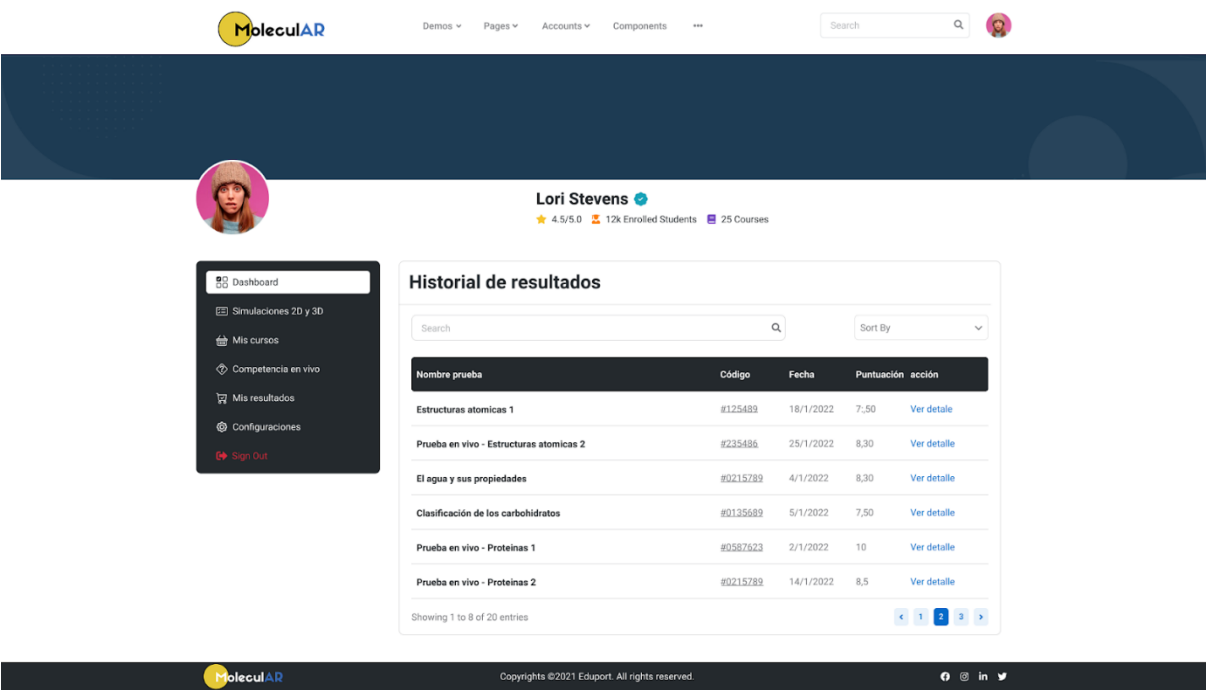 MoleculAR Demos Pages Accounts Components ••• Search
Lori Stevens
4.5/5.0 12k Enrolled Students 25 Courses
Dashboard
Simulaciones 2D y 3D
Mis cursos
Competencia en vivo
Mis resultados
Configuraciones
Sign Out
Historial de resultados
Search Sort By
Nombre prueba Código Fecha Puntuación acción
Estructuras atomicas 1 #125489 18/1/2022 7:,50 Ver detale
Prueba en vivo - Estructuras atomicas 2 #235486 25/1/2022 8,30 Ver detalle
El agua y sus propiedades #0215789 4/1/2022 8,30 Ver detalle
Clasificación de los carbohidratos #0135689 5/1/2022 7,50 Ver detalle
Prueba en vivo - Proteinas 1 #0587623 2/1/2022 10 Ver detalle
Prueba en vivo - Proteinas 2 #0215789 14/1/2022 8,5 Ver detalle
Showing 1 to 8 of 20 entries 1 2 3
MoleculAR Copyrights ©2021 Eduport. All rights reserved.